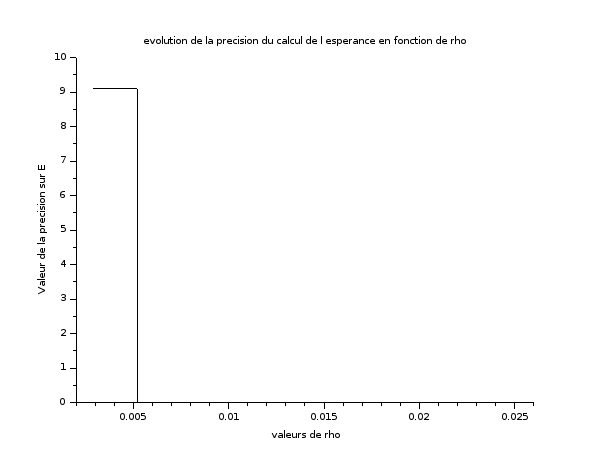 evolution de la precision du calcul de l esperance en fonction de rho
10
9
8
7
6
5
4
3
2
1
0
Valeur de la precision sur E
0.005 0.01 0.015 0.02 0.025
valeurs de rho